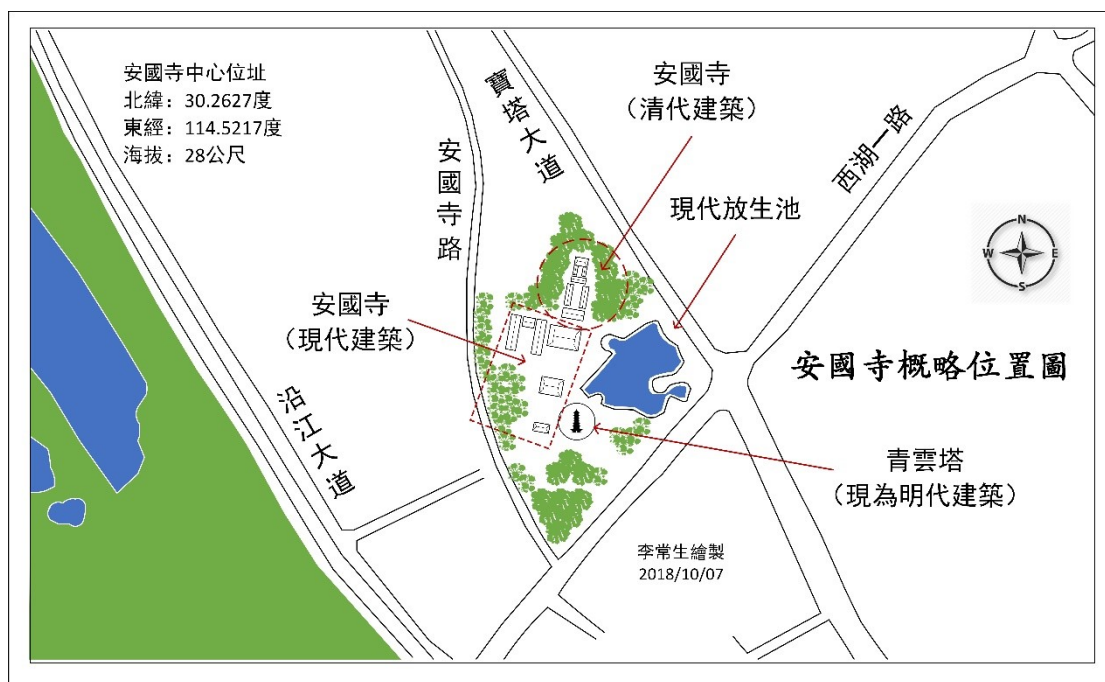 安國寺中心位址
北緯：30.2627度
東經：114.5217度
海拔：28公尺
寶塔大道
安國寺
（清代建築）
西湖一路
安國寺路
現代放生池
N
W E
S
安國寺
（現代建築）
安國寺概略位置圖
沿江大道
青雲塔
（現為明代建築）
李常生繪製
2018/10/07